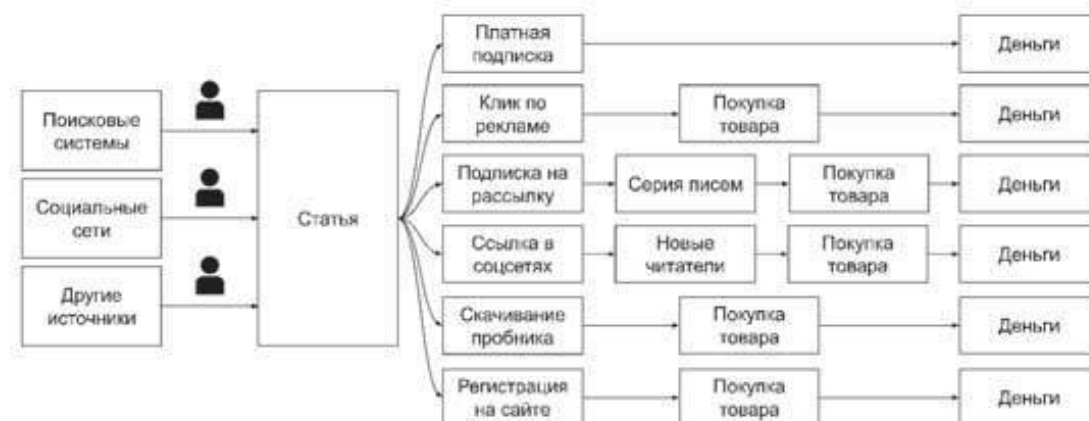 Поисковые
системы
Социальные
сети
Другие
источники
Статья
Платная
подписка
Деньги
Клик по
рекламе
Покупка
товара
Деньги
Подписка на
рассылку
Серия писем
Покупка
товара
Деньги
Ссылка в
соцсетях
Новые
читатели
Покупка
товара
Деньги
Скачивание
пробника
Покупка
товара
Деньги
Регистрация
на сайте
Покупка
товара
Деньги